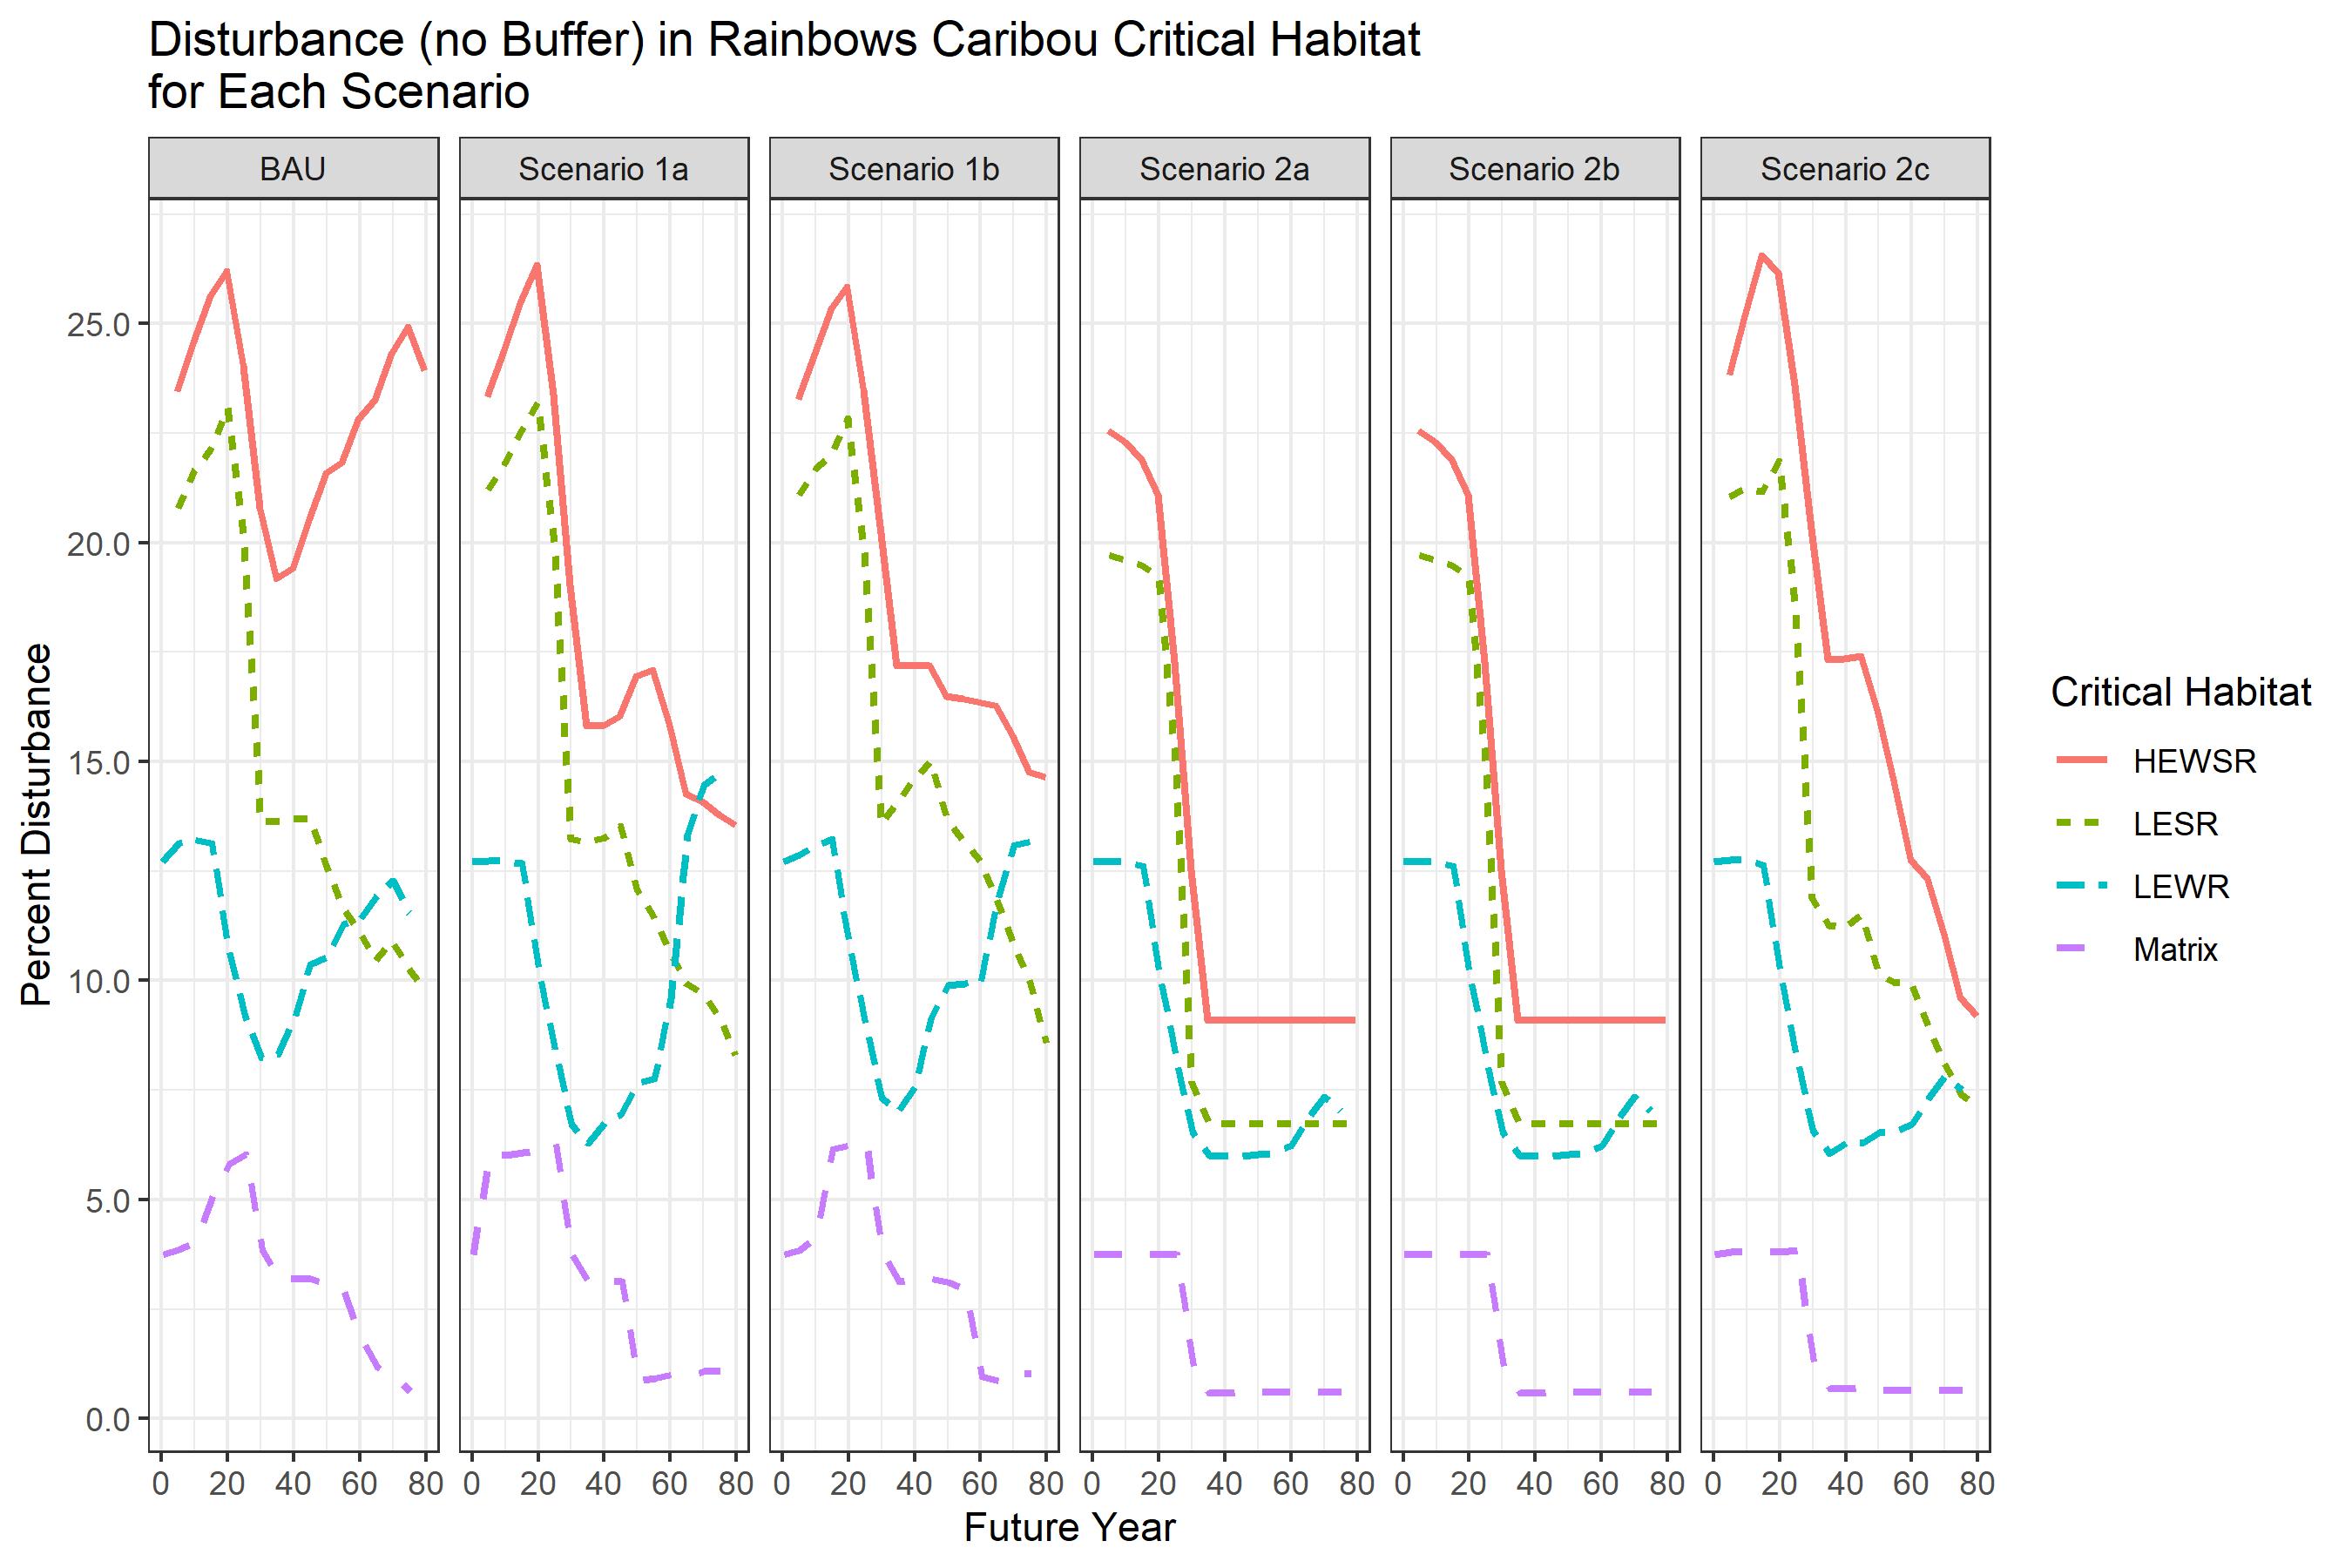 Disturbance (no Buffer) in Rainbows Caribou Critical Habitat
for Each Scenario
BAU Scenario 1a Scenario 1b Scenario 2a Scenario 2b Scenario 2c
Percent Disturbance
25.0
20.0
15.0
10.0
5.0
0.0
0 20 40 60 80 0 20 40 60 80 0 20 40 60 80 0 20 40 60 80 0 20 40 60 80 0 20 40 60 80
Future Year
Critical Habitat
HEWSR
LESR
LEWR
Matrix